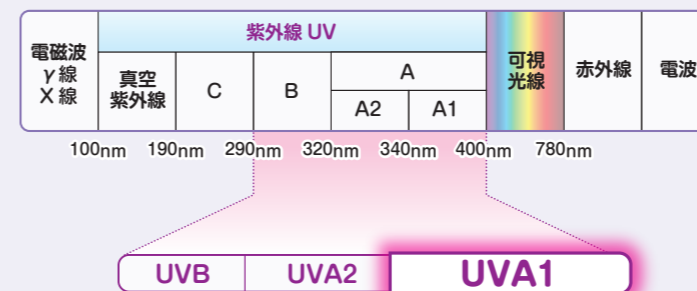 紫外線 UV
電磁波
γ線
X線
真空
紫外線
C
B
A
A2
A1
可視
光線
赤外線
電波
100nm 190nm 290nm 320nm 340nm 400nm 780nm
UVB UVA2 UVA1